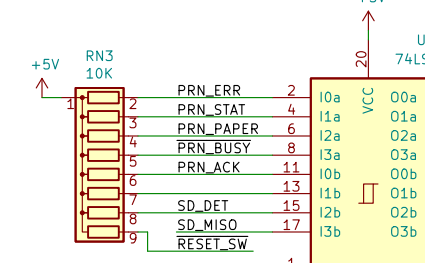 +5V
RN3
10K
+5V
U
74LS
20
VCC
1
2 PRN_ERR 2 I0a O0a
3 PRN_STAT 4 I1a O1a
4 PRN_PAPER 6 I2a O2a
5 PRN_BUSY 8 I3a O3a
6 PRN_ACK 11 I0b O0b
7 13 I1b O1b
8 SD_DET 15 I2b O2b
9 SD_MISO 17 I3b O3b
RESET_SW
1